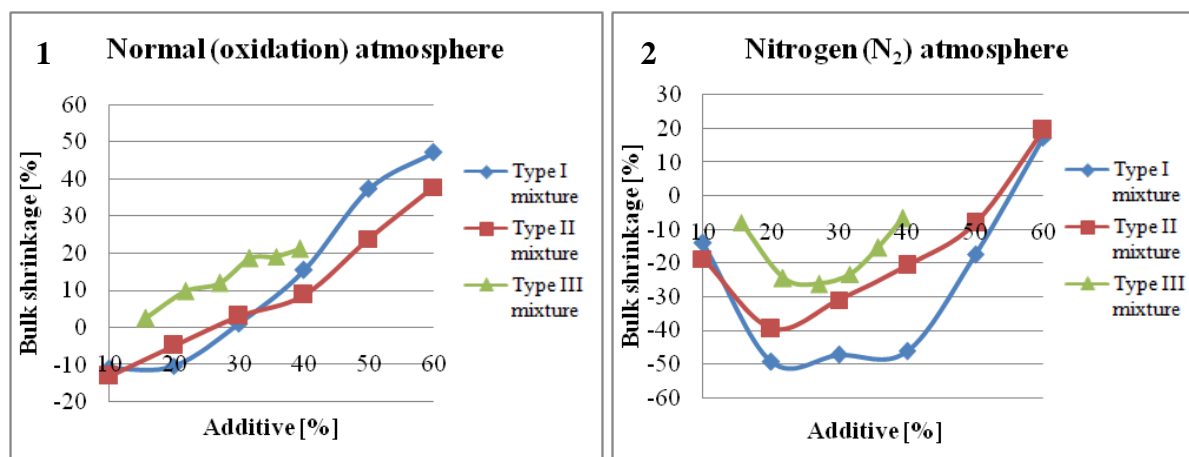 1
Normal (oxidation) atmosphere
Bulk shrinkage [%]
60
50
40
30
20
10
0
-10
-20
10 20 30 40 50 60
Additive [%]
Type I
mixture
Type II
mixture
Type III
mixture
2
Nitrogen (N₂) atmosphere
Bulk shrinkage [%]
30
20
10
0
-10
-20
-30
-40
-50
-60
10 20 30 40 50 60
Additive [%]
Type I
mixture
Type II
mixture
Type III
mixture